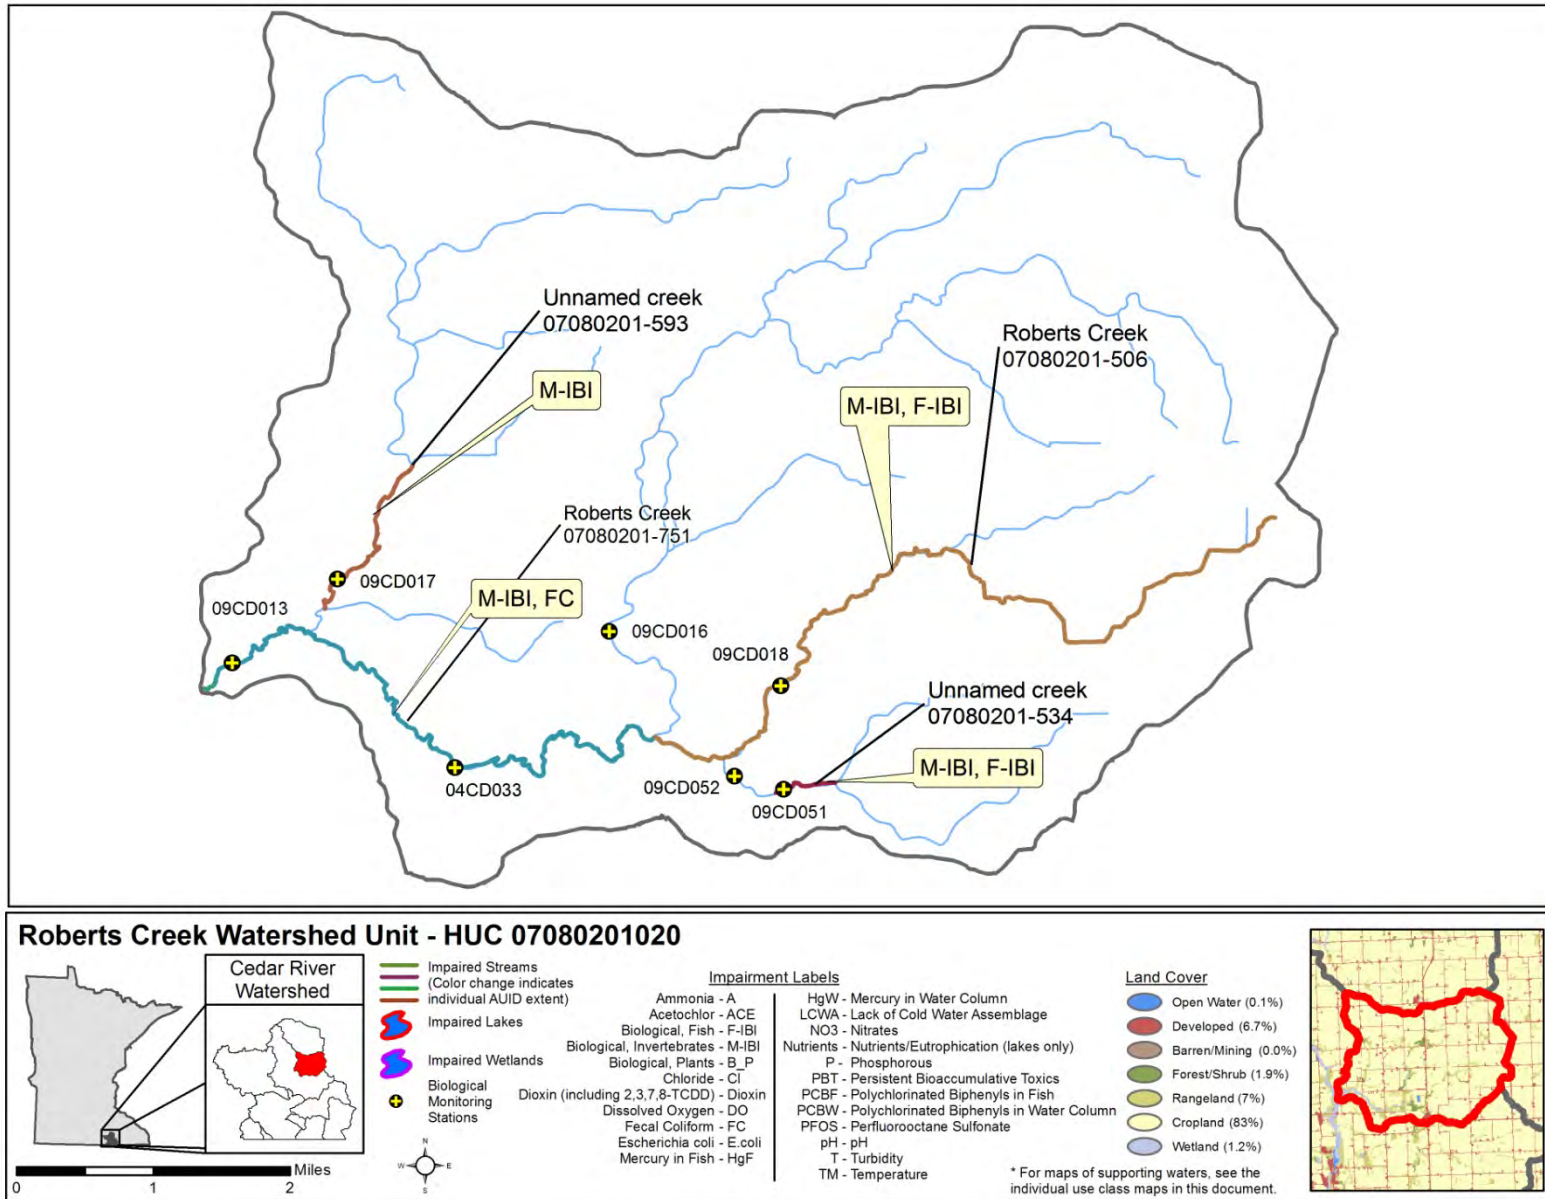 Unnamed creek
07080201-593
Roberts Creek
07080201-506
M-IBI
M-IBI, F-IBI
Roberts Creek
07080201-751
09CD017
M-IBI, FC
09CD013
09CD016
09CD018
Unnamed creek
07080201-534
M-IBI, F-IBI
04CD033
09CD052
09CD051
Roberts Creek Watershed Unit - HUC 07080201020
Cedar River
Watershed
Impaired Streams
(Color change indicates
individual AUID extent)
Impaired Lakes
Impaired Wetlands
Biological
Monitoring
Stations
N
W
E
S
Miles
0
1
2
Impairment Labels
Ammonia - A
Acetochlor - ACE
Biological, Fish - F-IBI
Biological, Invertebrates - M-IBI
Biological, Plants - B_P
Chloride - Cl
Dioxin (including 2,3,7,8-TCDD) - Dioxin
Dissolved Oxygen - DO
Fecal Coliform - FC
Escherichia coli - E.coli
Mercury in Fish - HgF
HgW - Mercury in Water Column
LCWA - Lack of Cold Water Assemblage
NO3 - Nitrates
Nutrients - Nutrients/Eutrophication (lakes only)
P - Phosphorous
PBT - Persistent Bioaccumulative Toxics
PCBF - Polychlorinated Biphenyls in Fish
PCBW - Polychlorinated Biphenyls in Water Column
PFOS - Perfluorooctane Sulfonate
pH - pH
T - Turbidity
TM - Temperature
Land Cover
Open Water (0.1%)
Developed (6.7%)
Barren/Mining (0.0%)
Forest/Shrub (1.9%)
Rangeland (7%)
Cropland (83%)
Wetland (1.2%)
* For maps of supporting waters, see the
individual use class maps in this document.